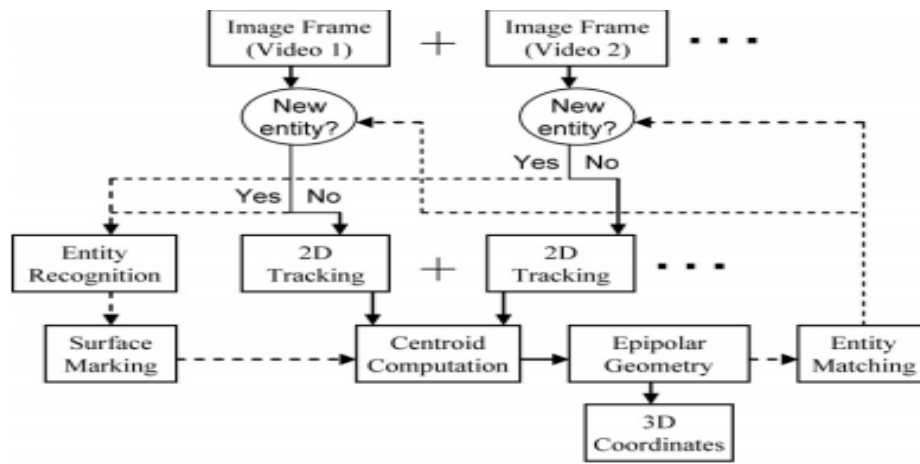 Image Frame
(Video 1)
+
Image Frame
(Video 2)
...
New
entity?
New
entity?
Yes
No
Yes
No
Entity
Recognition
2D
Tracking
+
2D
Tracking
...
Surface
Marking
Centroid
Computation
Epipolar
Geometry
Entity
Matching
3D
Coordinates